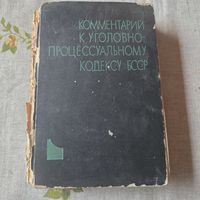 КОММЕНТАРИЙ
К УГОЛОВНО-
ПРОЦЕССУАЛЬНОМУ
КОДЕКСУ БССР